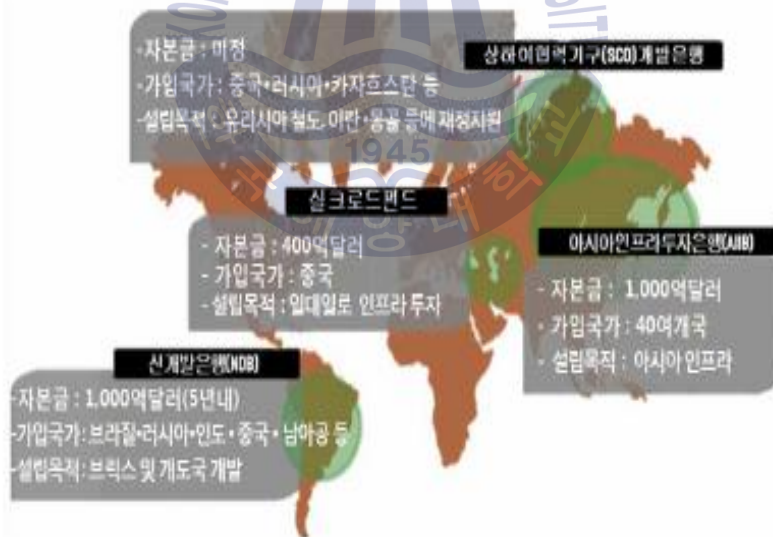 상하이협력기구(SCO)개발은행
-자본금 : 미정
-가입국가 : 중국•러시아•카자흐스탄 등
-설립목적 : 유리시아 철도, 이란•몽골 등에 재정지원
1945
실크로드펀드
- 자본금 : 400억달러
- 가입국가 : 중국
-설립목적 : 일대일로 인프라 투자
아시아인프라투자은행(AIIB)
- 자본금 : 1,000억달러
- 가입국가 : 40여개국
- 설립목적 : 아시아 인프라
신개발은행(NDB)
-자본금 : 1,000억달러(5년내)
-가입국가: 브라질•러시아•인도 • 중국 • 남아공 등
-설립목적: 브릭스 및 개도국 개발